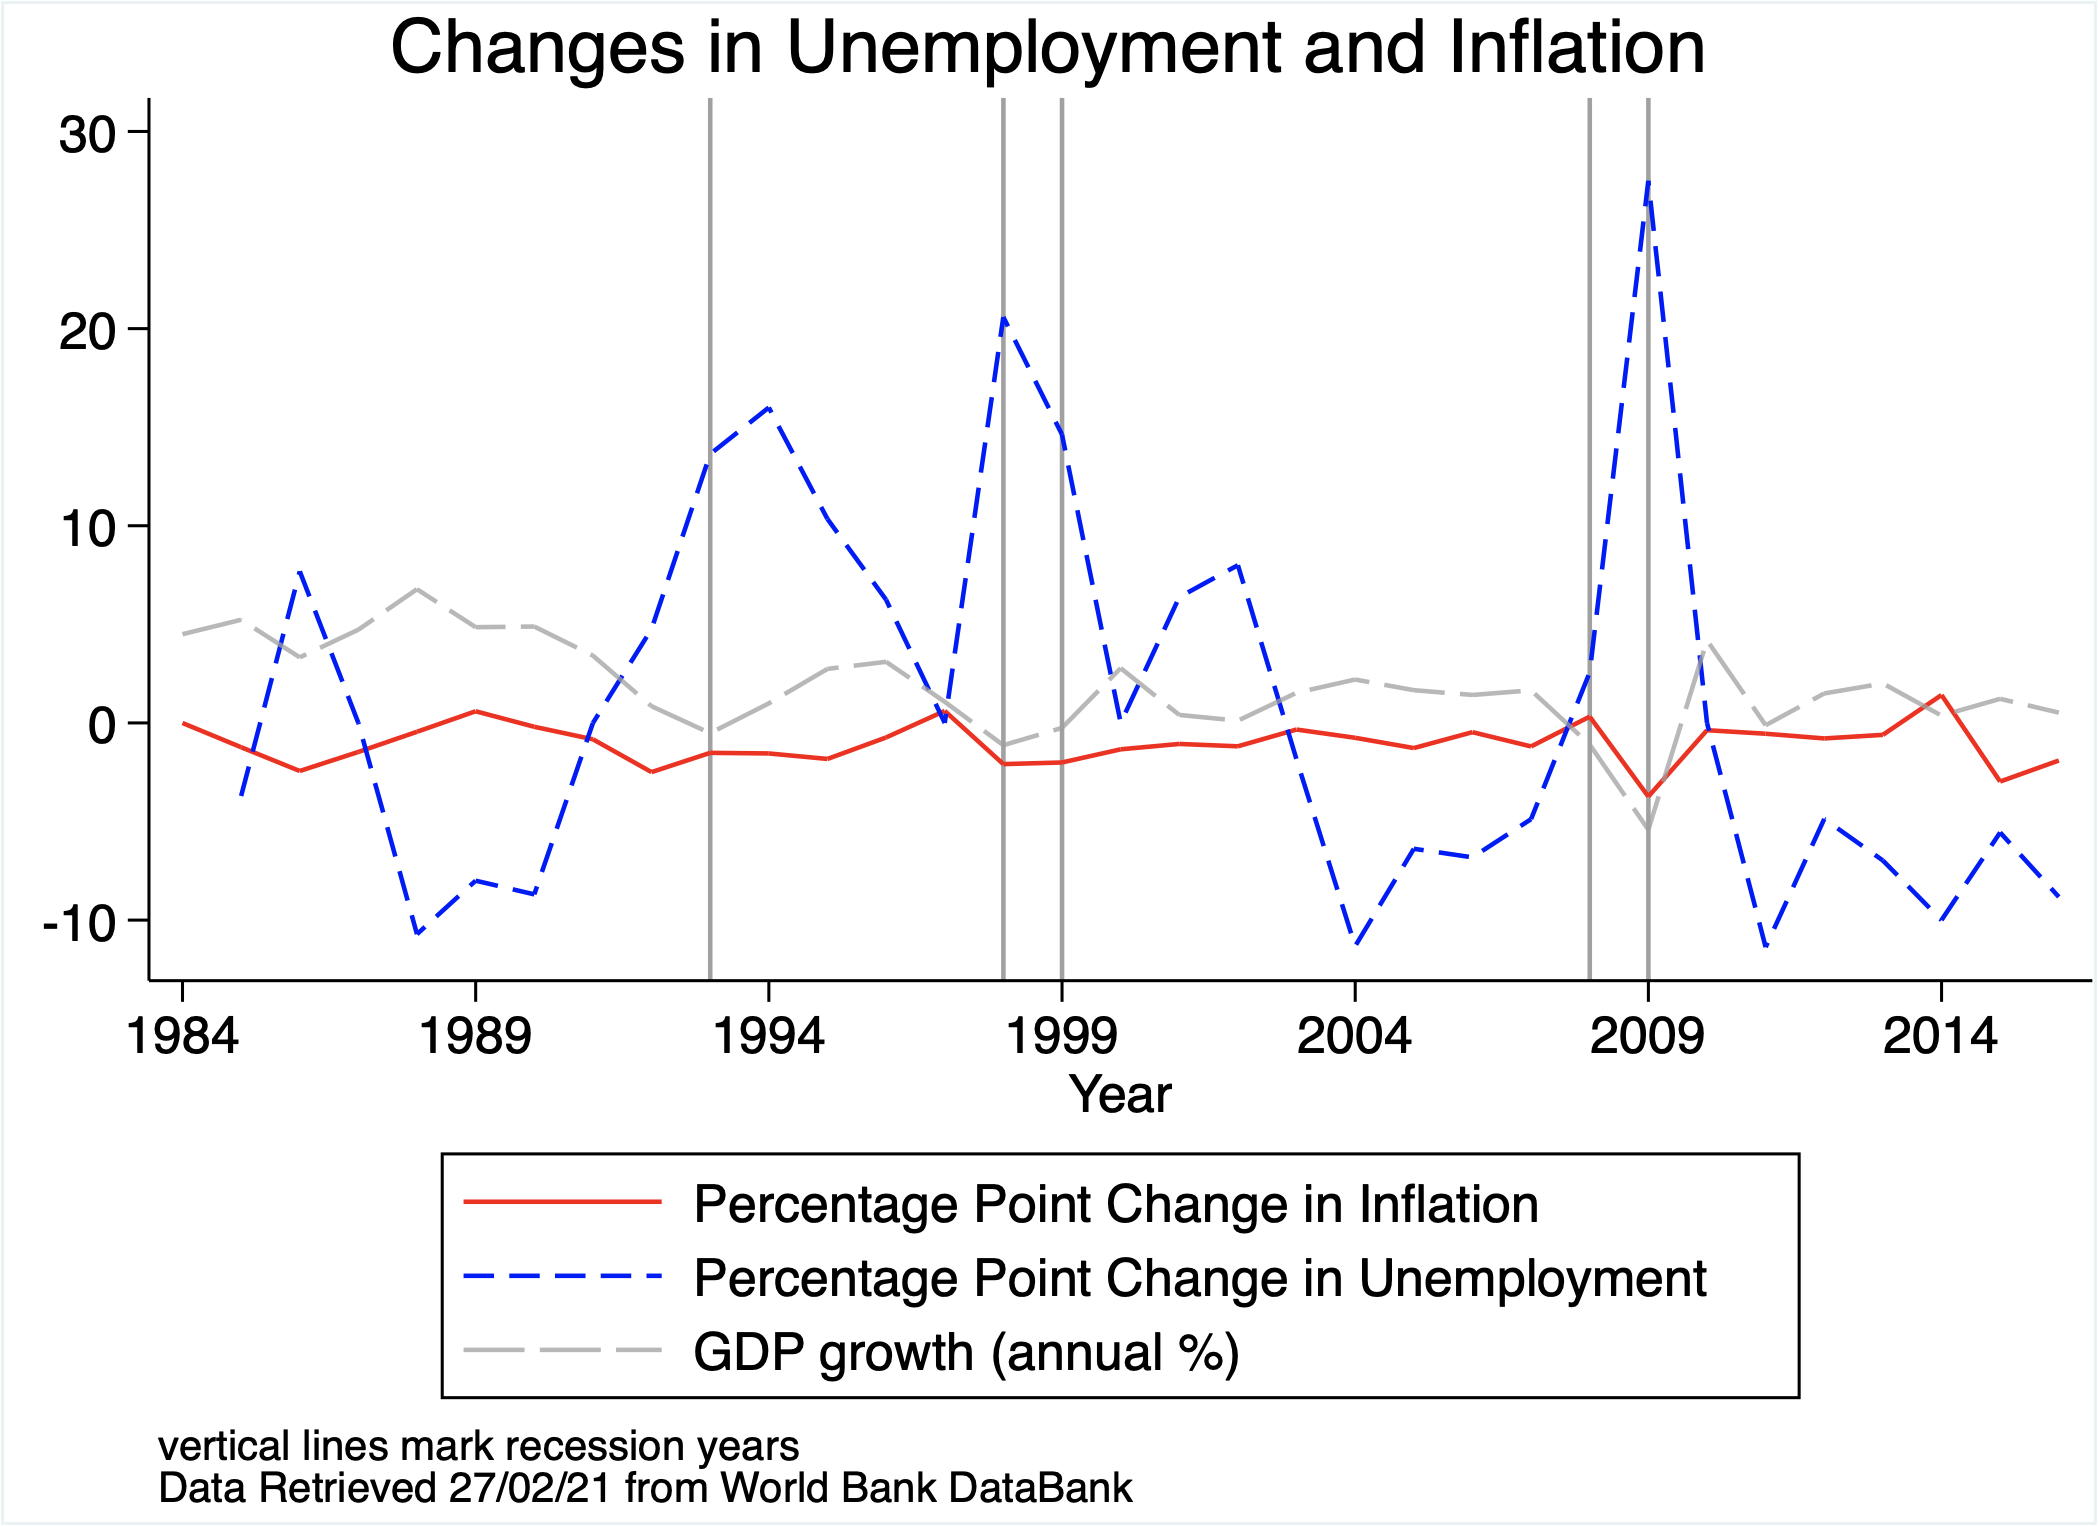 Changes in Unemployment and Inflation
30
20
10
0
-10
1984 1989 1994 1999 2004 2009 2014
Year
Percentage Point Change in Inflation
Percentage Point Change in Unemployment
GDP growth (annual %)
vertical lines mark recession years
Data Retrieved 27/02/21 from World Bank DataBank